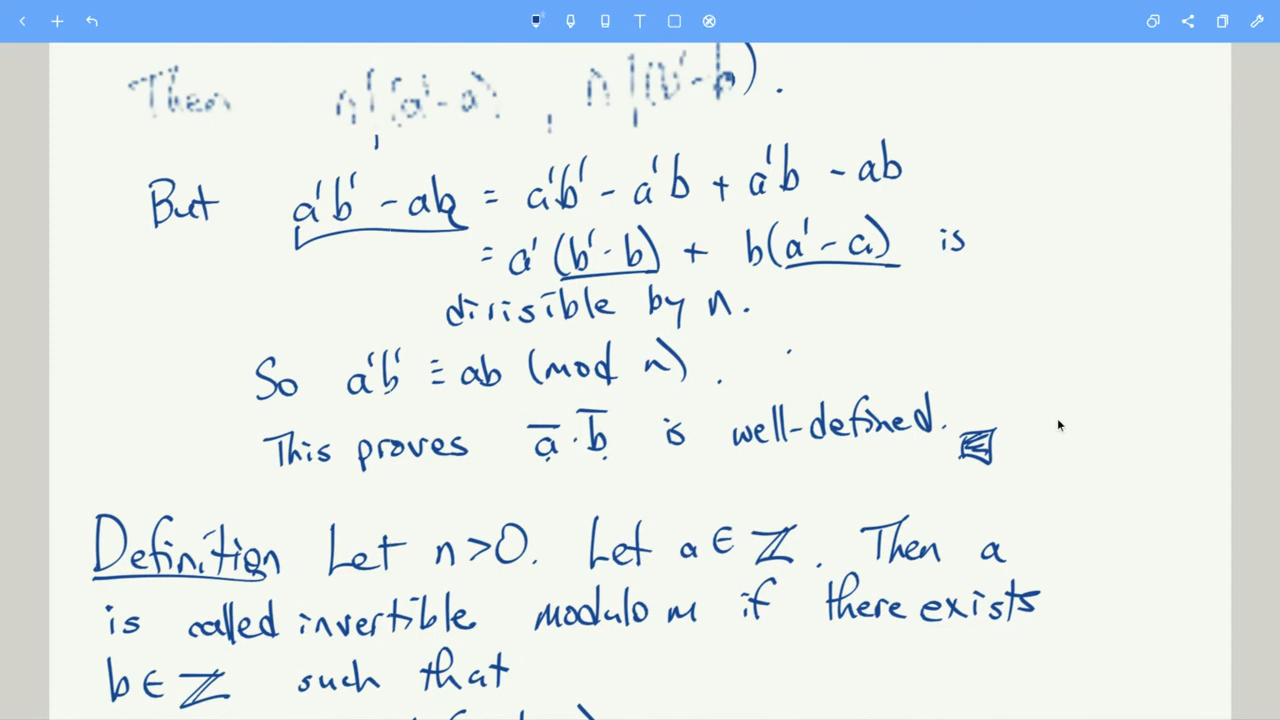 Then n|(a'-a), n|(b'-b).
But a'b' - ab = a'b' - a'b + a'b - ab
= a'(b'-b) + b(a'-a) is
divisible by n.
So a'b' ≡ ab (mod n).
This proves a̅·b̅ is well-defined.
Definition Let n>0. Let a∈ℤ. Then a
is called invertible modulo n if there exists
b∈ℤ such that